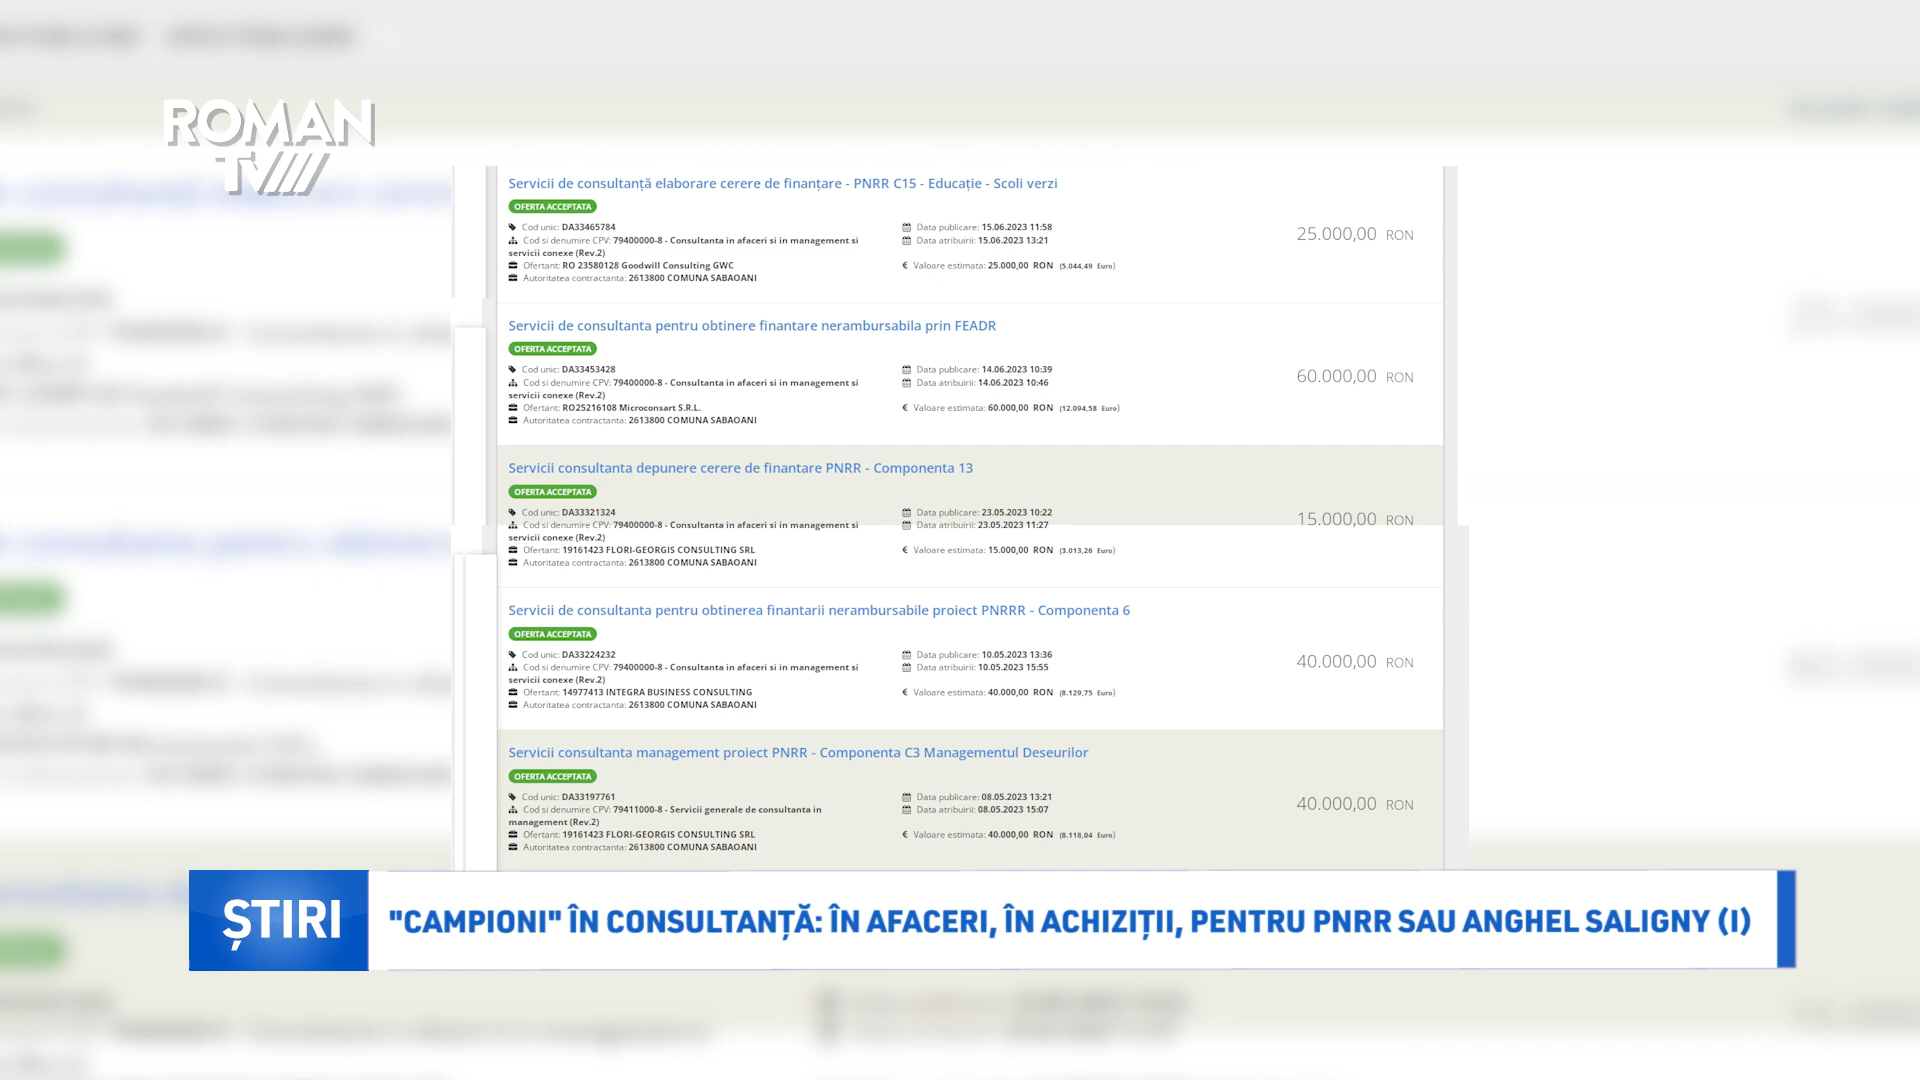 ROMAN
TV
Servicii de consultanță elaborare cerere de finanțare - PNRR C15 - Educație - Scoli verzi
OFERTA ACCEPTATA
Cod unic: DA33465784
Data publicare: 15.06.2023 11:58
25.000,00 RON
Cod si denumire CPV: 79400000-8 - Consultanta in afaceri si in management si
Data atribuirii: 15.06.2023 13:21
servicii conexe (Rev.2)
Ofertant: RO 23580128 Goodwill Consulting GWC
€ Valoare estimata: 25.000,00 RON (5.044,49 Euro)
Autoritatea contractanta: 2613800 COMUNA SABAOANI
Servicii de consultanta pentru obtinere finantare nerambursabila prin FEADR
OFERTA ACCEPTATA
Cod unic: DA33453428
Data publicare: 14.06.2023 10:39
60.000,00 RON
Cod si denumire CPV: 79400000-8 - Consultanta in afaceri si in management si
Data atribuirii: 14.06.2023 10:46
servicii conexe (Rev.2)
Ofertant: RO25216108 Microconsart S.R.L.
€ Valoare estimata: 60.000,00 RON (12.094,58 Euro)
Autoritatea contractanta: 2613800 COMUNA SABAOANI
Servicii consultanta depunere cerere de finantare PNRR - Componenta 13
OFERTA ACCEPTATA
Cod unic: DA33321324
Data publicare: 23.05.2023 10:22
15.000,00 RON
Cod si denumire CPV: 79400000-8 - Consultanta in afaceri si in management si
Data atribuirii: 23.05.2023 11:27
servicii conexe (Rev.2)
Ofertant: 19161423 FLORI-GEORGIS CONSULTING SRL
€ Valoare estimata: 15.000,00 RON (3.013,26 Euro)
Autoritatea contractanta: 2613800 COMUNA SABAOANI
Servicii de consultanta pentru obtinerea finantarii nerambursabile proiect PNRRR - Componenta 6
OFERTA ACCEPTATA
Cod unic: DA33224232
Data publicare: 10.05.2023 13:36
40.000,00 RON
Cod si denumire CPV: 79400000-8 - Consultanta in afaceri si in management si
Data atribuirii: 10.05.2023 15:55
servicii conexe (Rev.2)
Ofertant: 14977413 INTEGRA BUSINESS CONSULTING
€ Valoare estimata: 40.000,00 RON (8.129,75 Euro)
Autoritatea contractanta: 2613800 COMUNA SABAOANI
Servicii consultanta management proiect PNRR - Componenta C3 Managementul Deseurilor
OFERTA ACCEPTATA
Cod unic: DA33197761
Data publicare: 08.05.2023 13:21
40.000,00 RON
Cod si denumire CPV: 79411000-8 - Servicii generale de consultanta in
Data atribuirii: 08.05.2023 15:07
management (Rev.2)
Ofertant: 19161423 FLORI-GEORGIS CONSULTING SRL
€ Valoare estimata: 40.000,00 RON (8.118,04 Euro)
Autoritatea contractanta: 2613800 COMUNA SABAOANI
ȘTIRI
"CAMPIONI" ÎN CONSULTANȚĂ: ÎN AFACERI, ÎN ACHIZIȚII, PENTRU PNRR SAU ANGHEL SALIGNY (I)